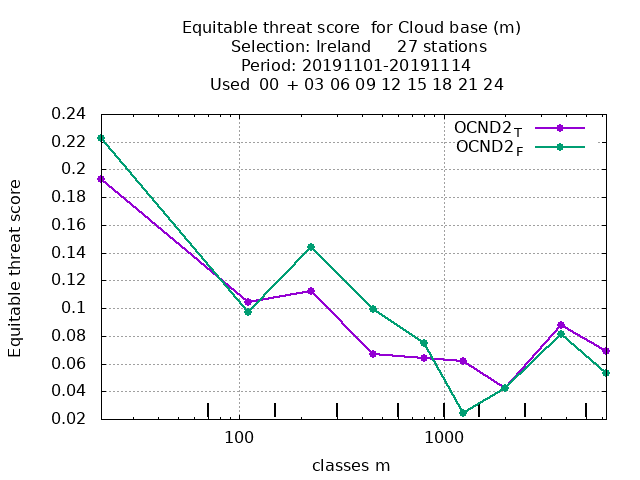 Equitable threat score  for Cloud base (m)
Selection: Ireland     27 stations
Period: 20191101-20191114
Used  00 + 03 06 09 12 15 18 21 24
0.24
0.22
0.2
0.18
0.16
0.14
0.12
0.1
0.08
0.06
0.04
0.02
Equitable threat score
OCND2T
OCND2F
100
1000
classes m